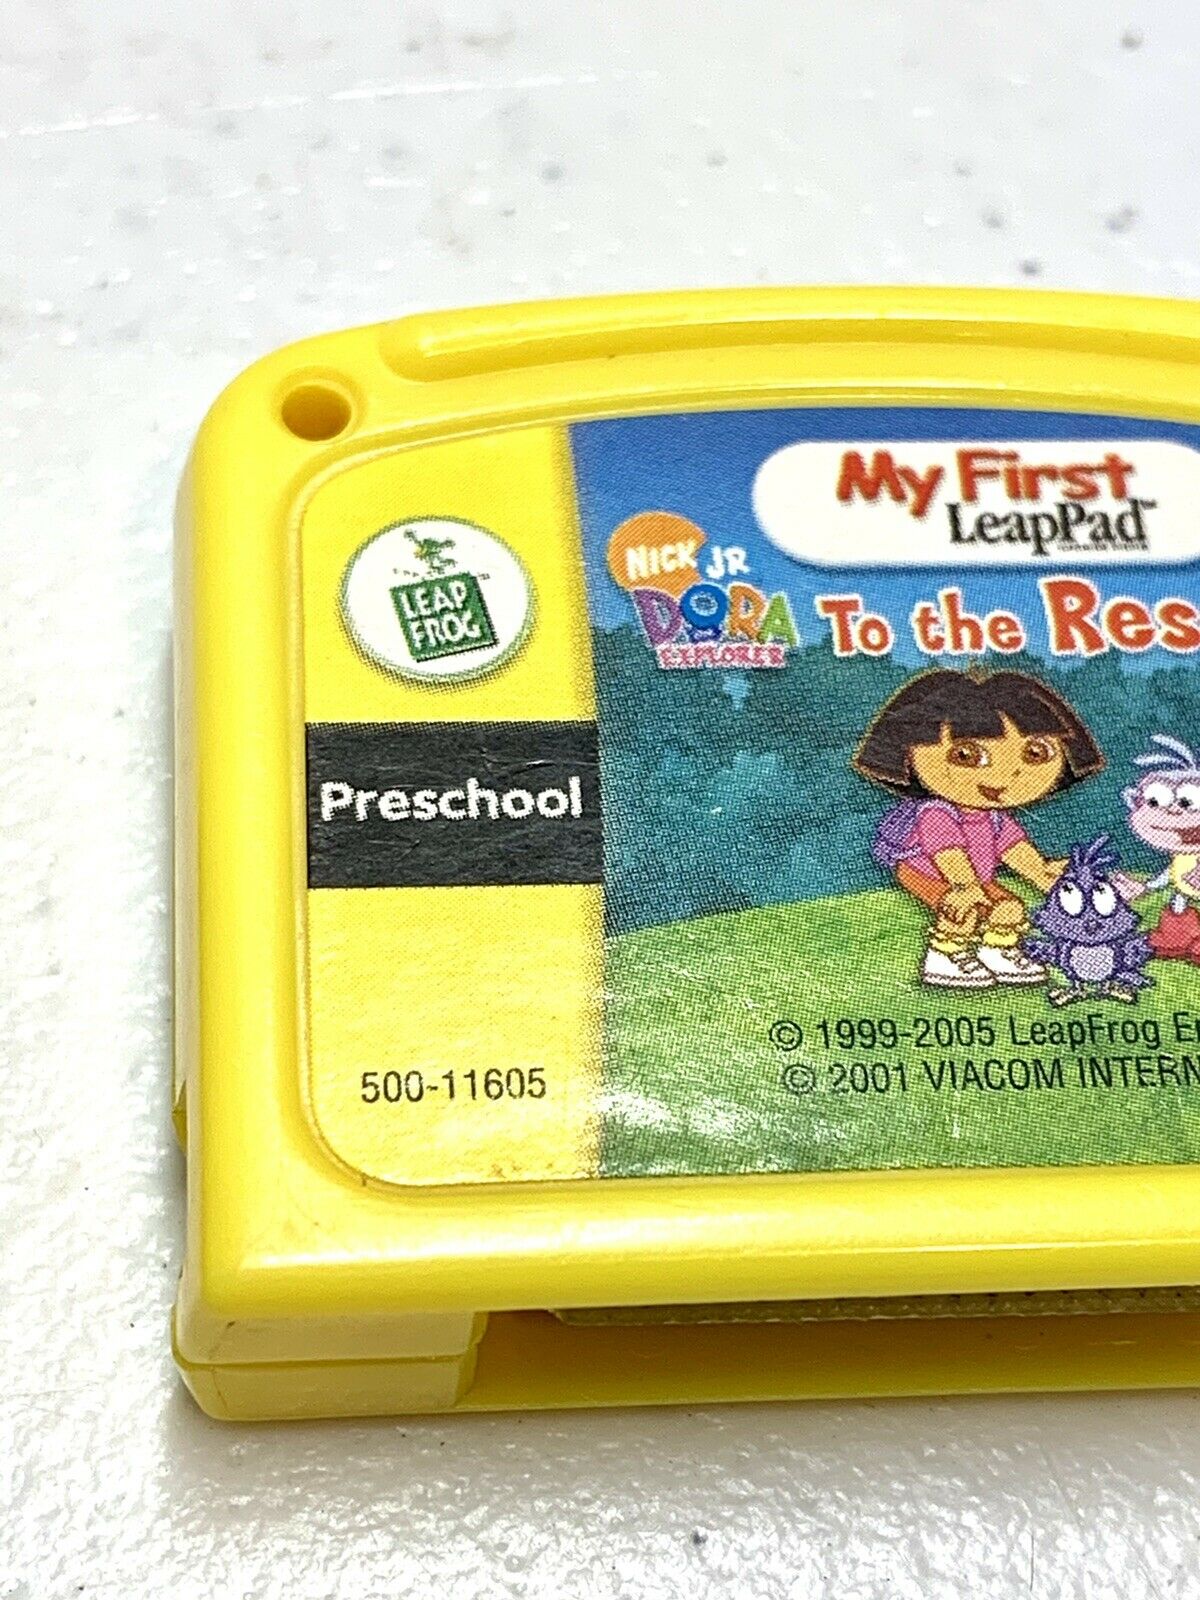 My First
LeapPad™
NICK JR
DORA
EXPLORER
To the Res
LEAP
FROG
Preschool
© 1999-2005 LeapFrog E
© 2001 VIACOM INTERN
500-11605